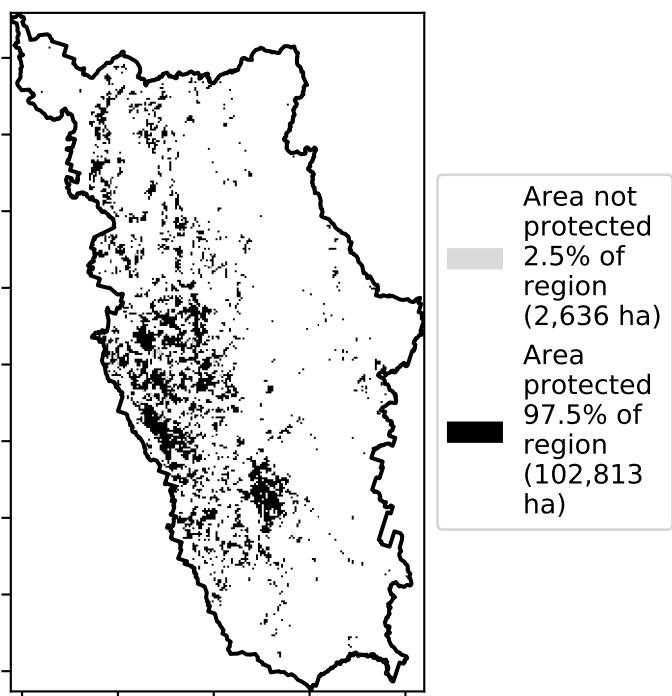 Area not
protected
2.5% of
region
(2,636 ha)
Area
protected
97.5% of
region
(102,813
ha)